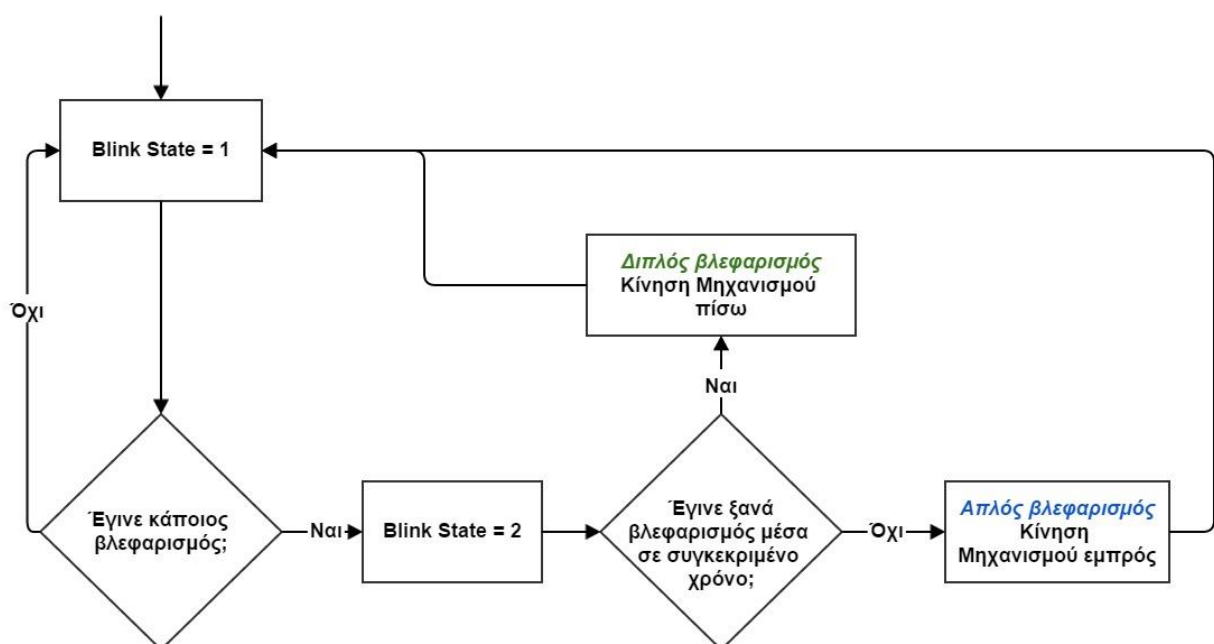 Blink State = 1
Διπλός βλεφαρισμός
Κίνηση Μηχανισμού
πίσω
Όχι
Ναι
Έγινε κάποιος
βλεφαρισμός;
Ναι
Blink State = 2
Έγινε ξανά
βλεφαρισμός μέσα
σε συγκεκριμένο
χρόνο;
Όχι
Απλός βλεφαρισμός
Κίνηση
Μηχανισμού εμπρός